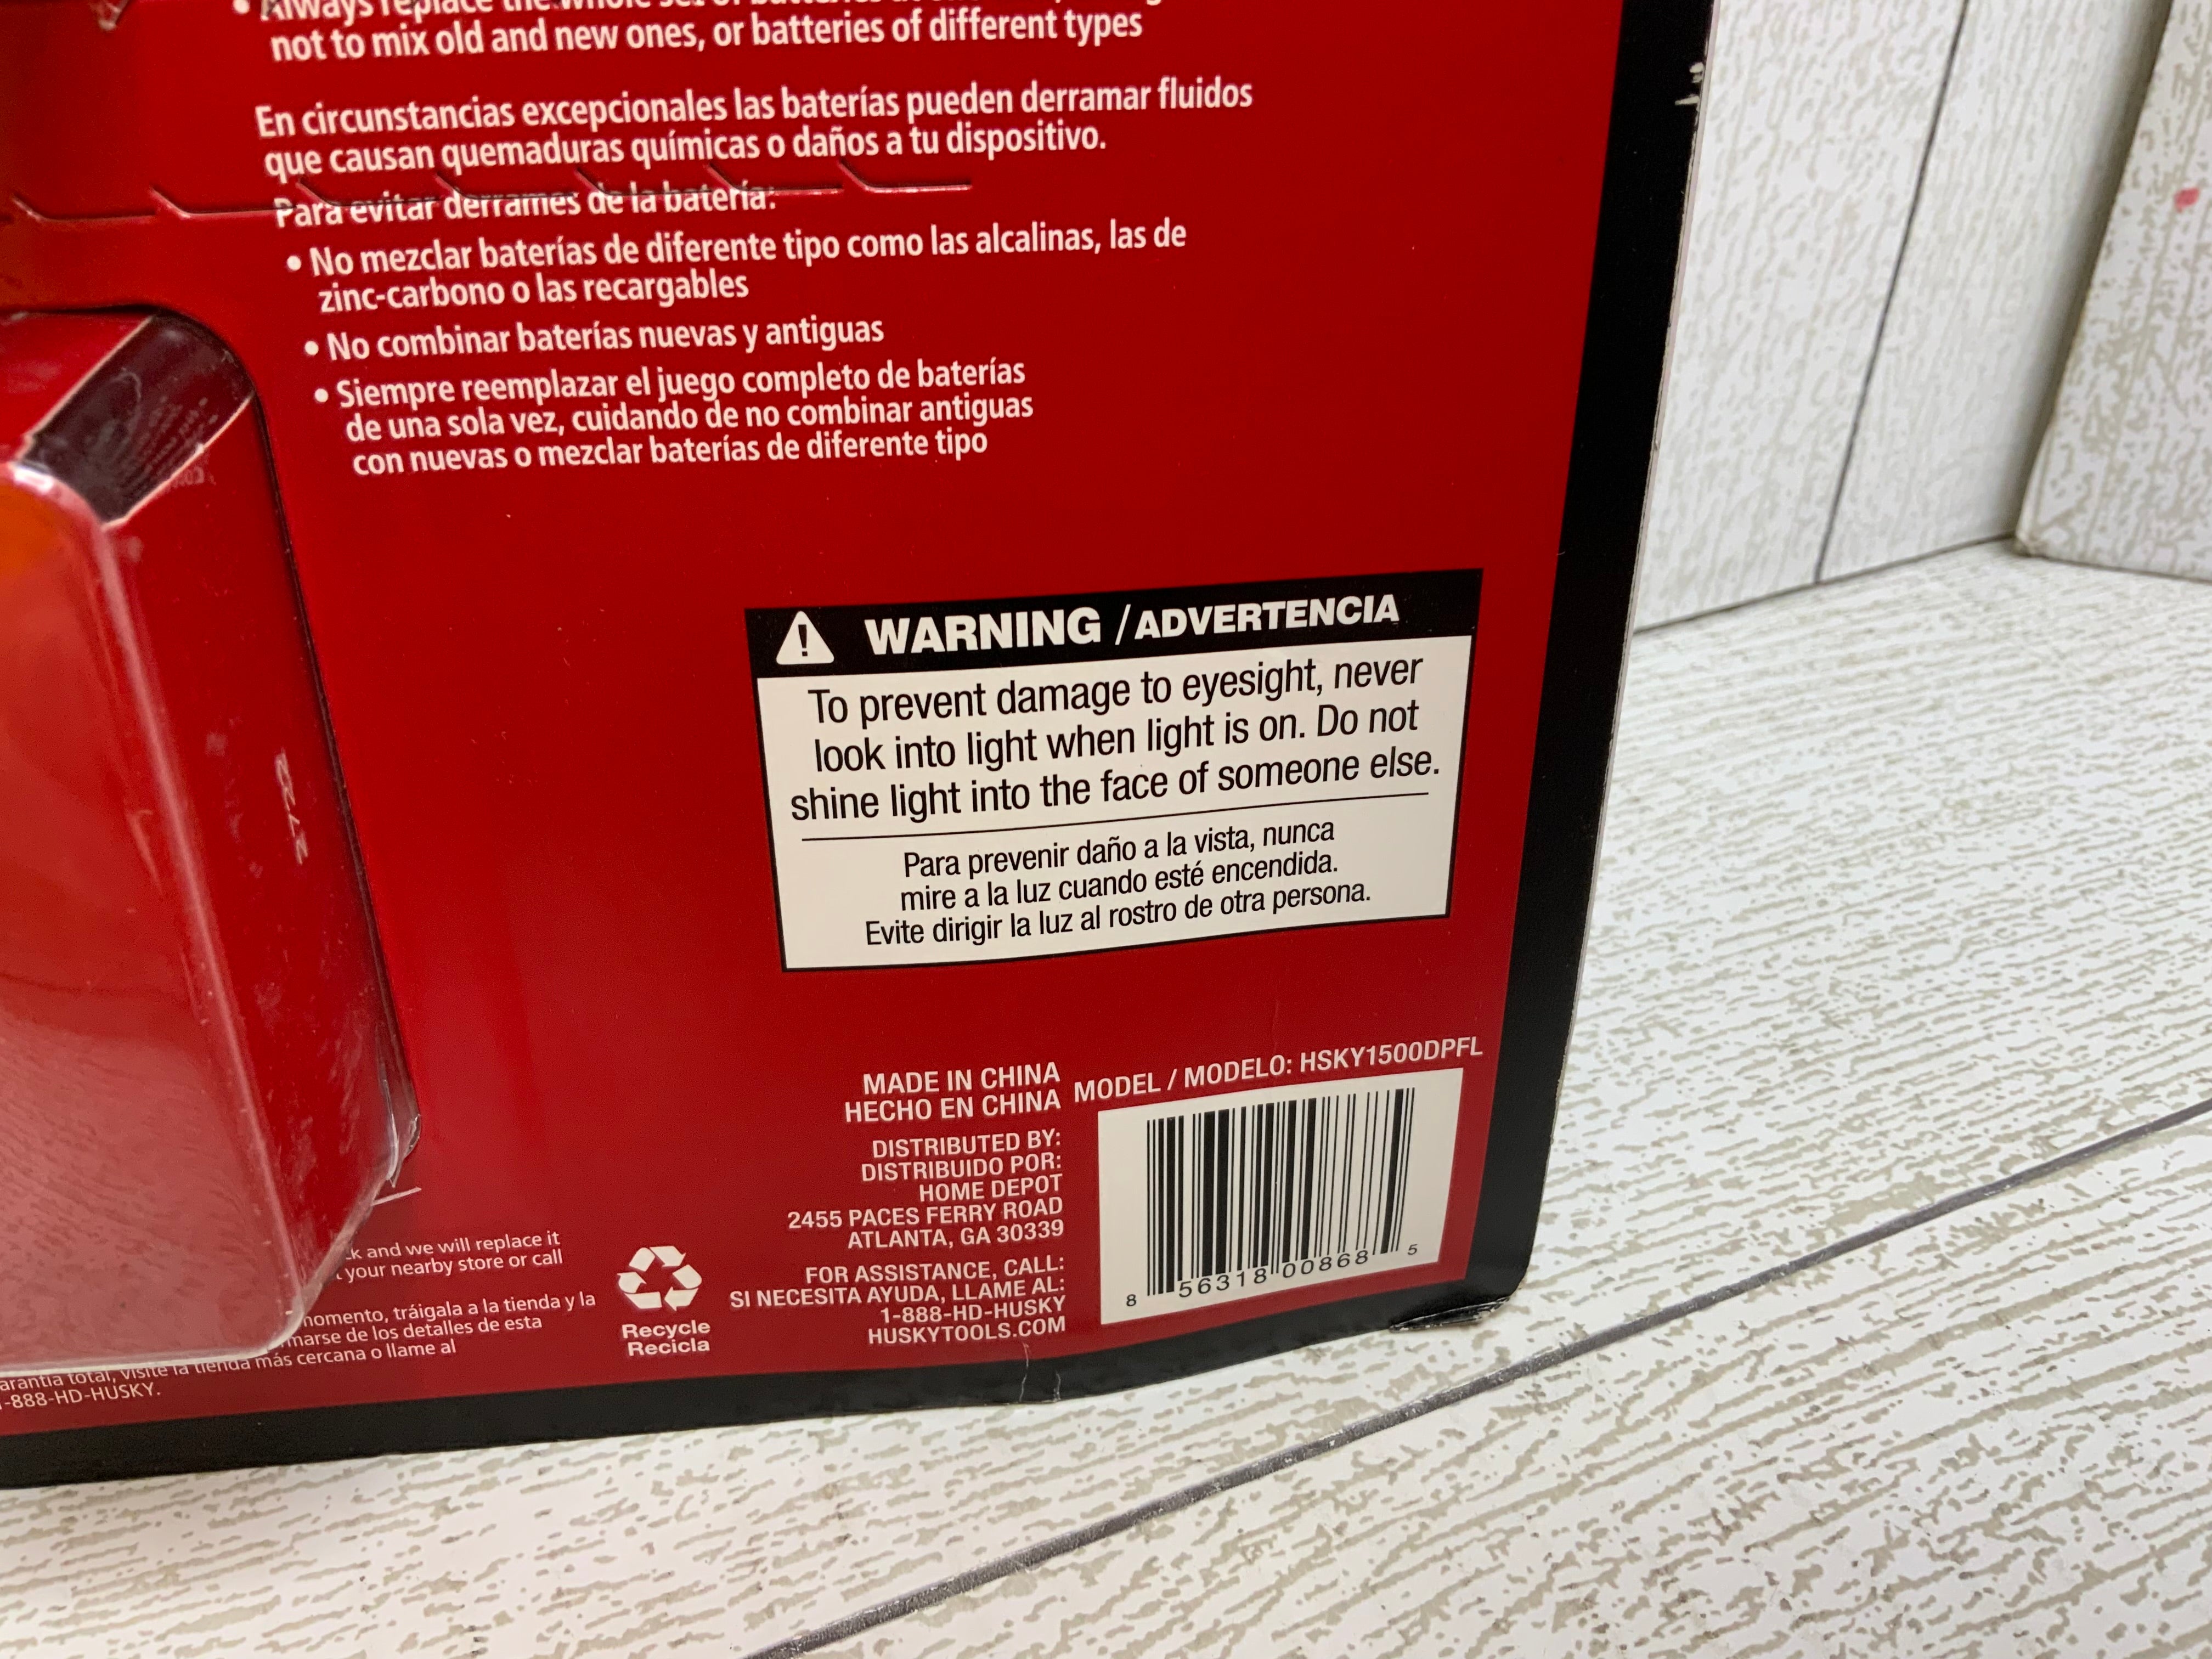 • Always replace the whole set of
not to mix old and new ones, or batteries of different types
En circunstancias excepcionales las baterías pueden derramar fluidos
que causan quemaduras químicas o daños a tu dispositivo.
Para evitar derrames de la batería:
• No mezclar baterías de diferente tipo como las alcalinas, las de
zinc-carbono o las recargables
• No combinar baterías nuevas y antiguas
• Siempre reemplazar el juego completo de baterías
de una sola vez, cuidando de no combinar antiguas
con nuevas o mezclar baterías de diferente tipo
WARNING / ADVERTENCIA
To prevent damage to eyesight, never
look into light when light is on. Do not
shine light into the face of someone else.
Para prevenir daño a la vista, nunca
mire a la luz cuando esté encendida.
Evite dirigir la luz al rostro de otra persona.
MADE IN CHINA
HECHO EN CHINA
DISTRIBUTED BY:
DISTRIBUIDO POR:
HOME DEPOT
2455 PACES FERRY ROAD
ATLANTA, GA 30339
FOR ASSISTANCE, CALL:
SI NECESITA AYUDA, LLAME AL:
1-888-HD-HUSKY
HUSKYTOOLS.COM
MODEL / MODELO: HSKY1500DPFL
8 56318 00868 5
Recycle
Recicla
and we will replace it
your nearby store or call
tráigala a la tienda y la
de los detalles de esta
total, visite la tienda más cercana o llame al
-888-HD-HUSKY.